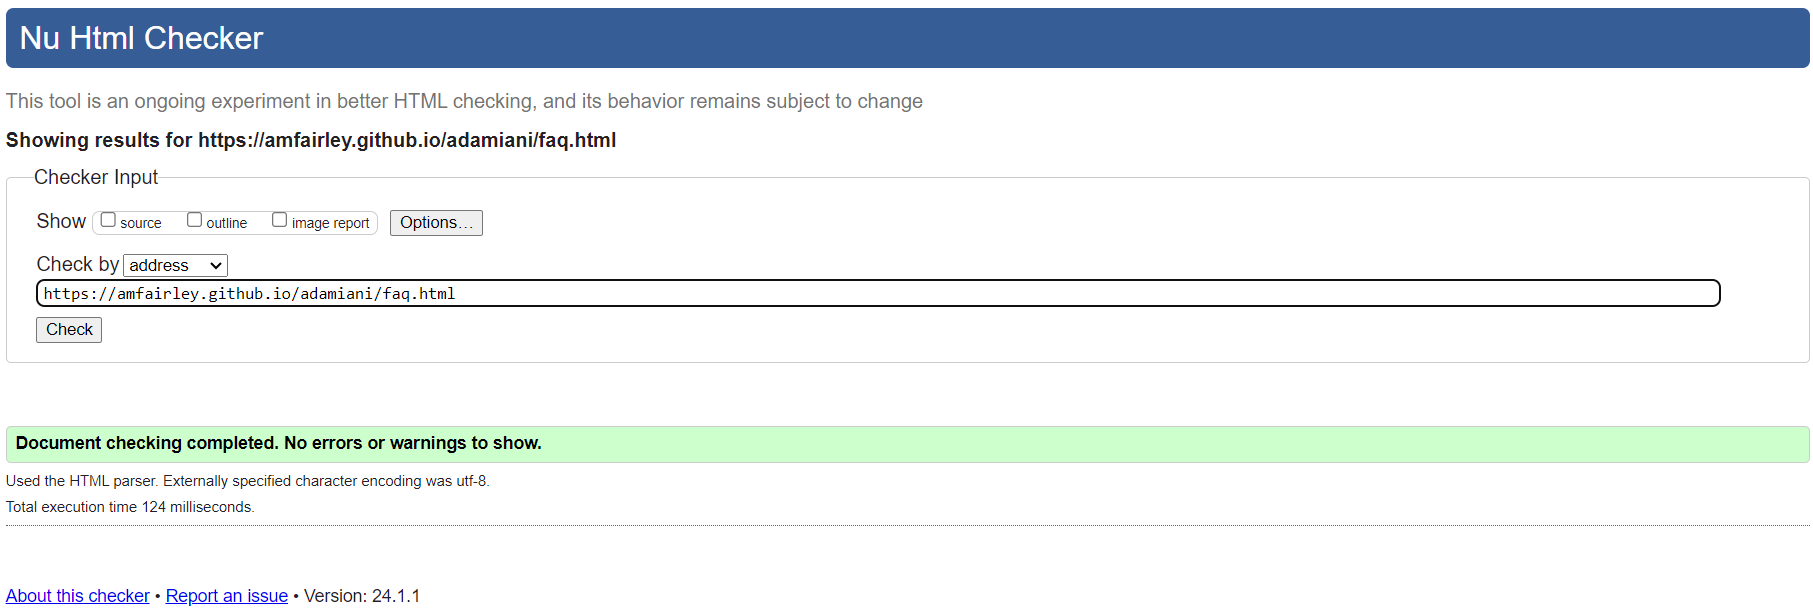 Nu Html Checker
This tool is an ongoing experiment in better HTML checking, and its behavior remains subject to change
Showing results for https://amfairley.github.io/adamiani/faq.html
Checker Input
Show source outline image report Options…
Check by address
https://amfairley.github.io/adamiani/faq.html
Check
Document checking completed. No errors or warnings to show.
Used the HTML parser. Externally specified character encoding was utf-8.
Total execution time 124 milliseconds.
About this checker • Report an issue • Version: 24.1.1